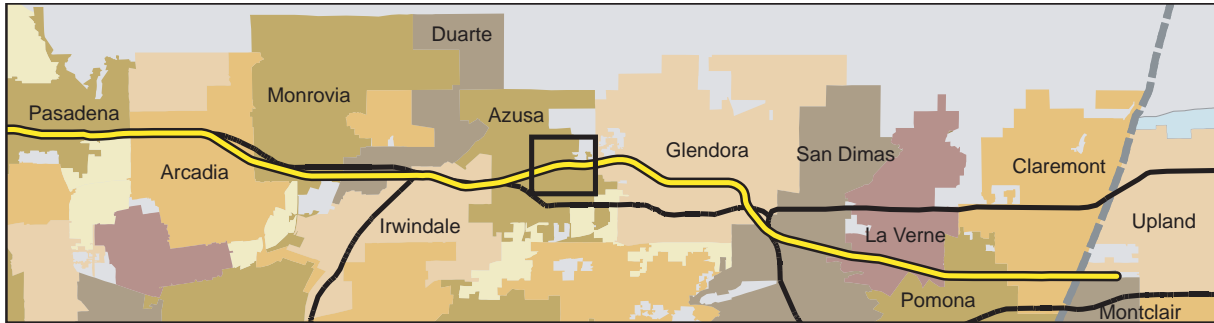 Duarte
Monrovia
Pasadena
Azusa
Glendora
San Dimas
Claremont
Arcadia
Irwindale
Upland
La Verne
Pomona
Montclair